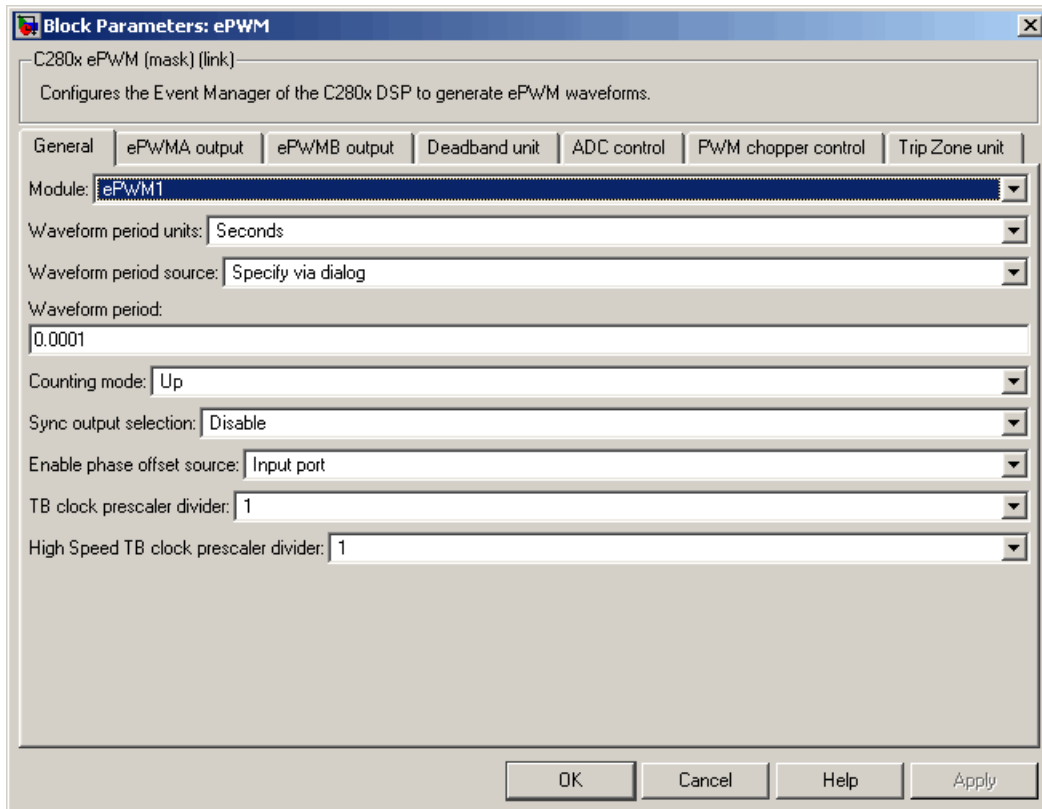 Block Parameters: ePWM
C280x ePWM (mask) (link)
Configures the Event Manager of the C280x DSP to generate ePWM waveforms.
General ePWMA output ePWMB output Deadband unit ADC control PWM chopper control Trip Zone unit
Module: ePWM1
Waveform period units: Seconds
Waveform period source: Specify via dialog
Waveform period:
0.0001
Counting mode: Up
Sync output selection: Disable
Enable phase offset source: Input port
TB clock prescaler divider: 1
High Speed TB clock prescaler divider: 1
OK Cancel Help Apply